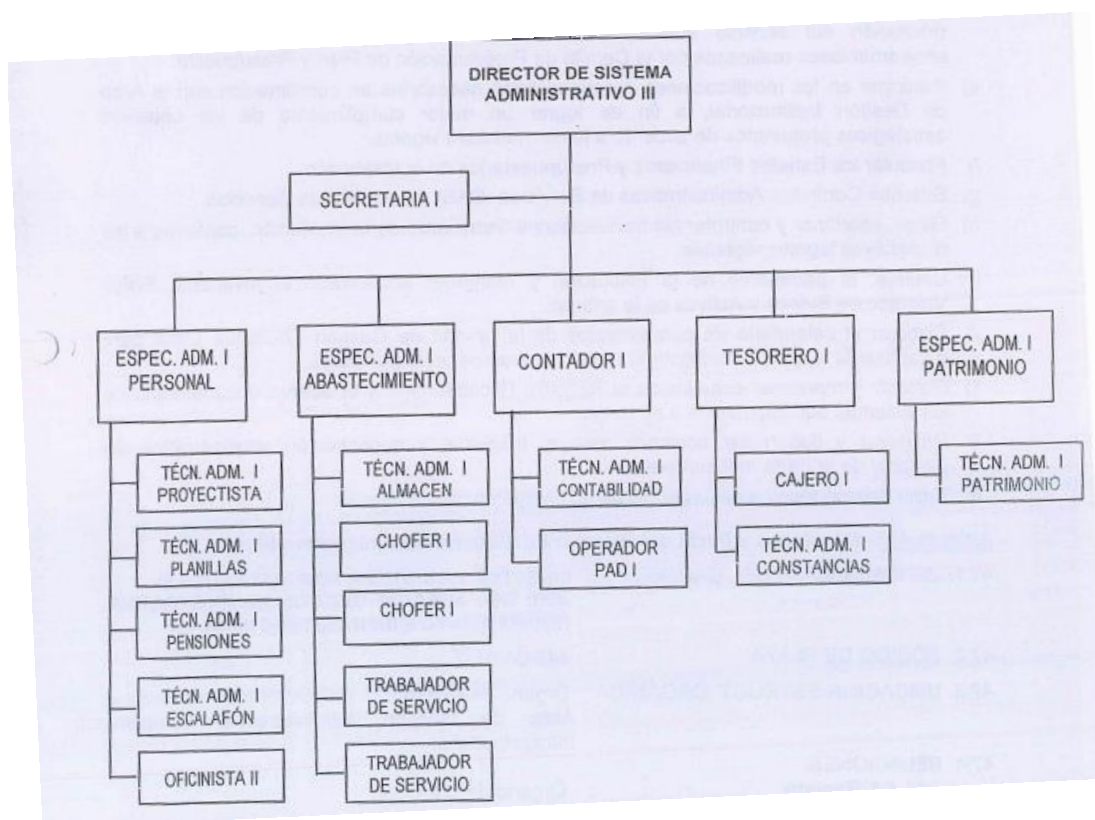 DIRECTOR DE SISTEMA
ADMINISTRATIVO III
SECRETARIA I
ESPEC. ADM. I
PERSONAL
TÉCN. ADM. I
PROYECTISTA
TÉCN. ADM. I
PLANILLAS
TÉCN. ADM. I
PENSIONES
TÉCN. ADM. I
ESCALAFÓN
OFICINISTA II
ESPEC. ADM. I
ABASTECIMIENTO
TÉCN. ADM. I
ALMACEN
CHOFER I
CHOFER I
TRABAJADOR
DE SERVICIO
TRABAJADOR
DE SERVICIO
CONTADOR I
TÉCN. ADM. I
CONTABILIDAD
OPERADOR
PAD I
TESORERO I
CAJERO I
TÉCN. ADM. I
CONSTANCIAS
ESPEC. ADM. I
PATRIMONIO
TÉCN. ADM. I
PATRIMONIO